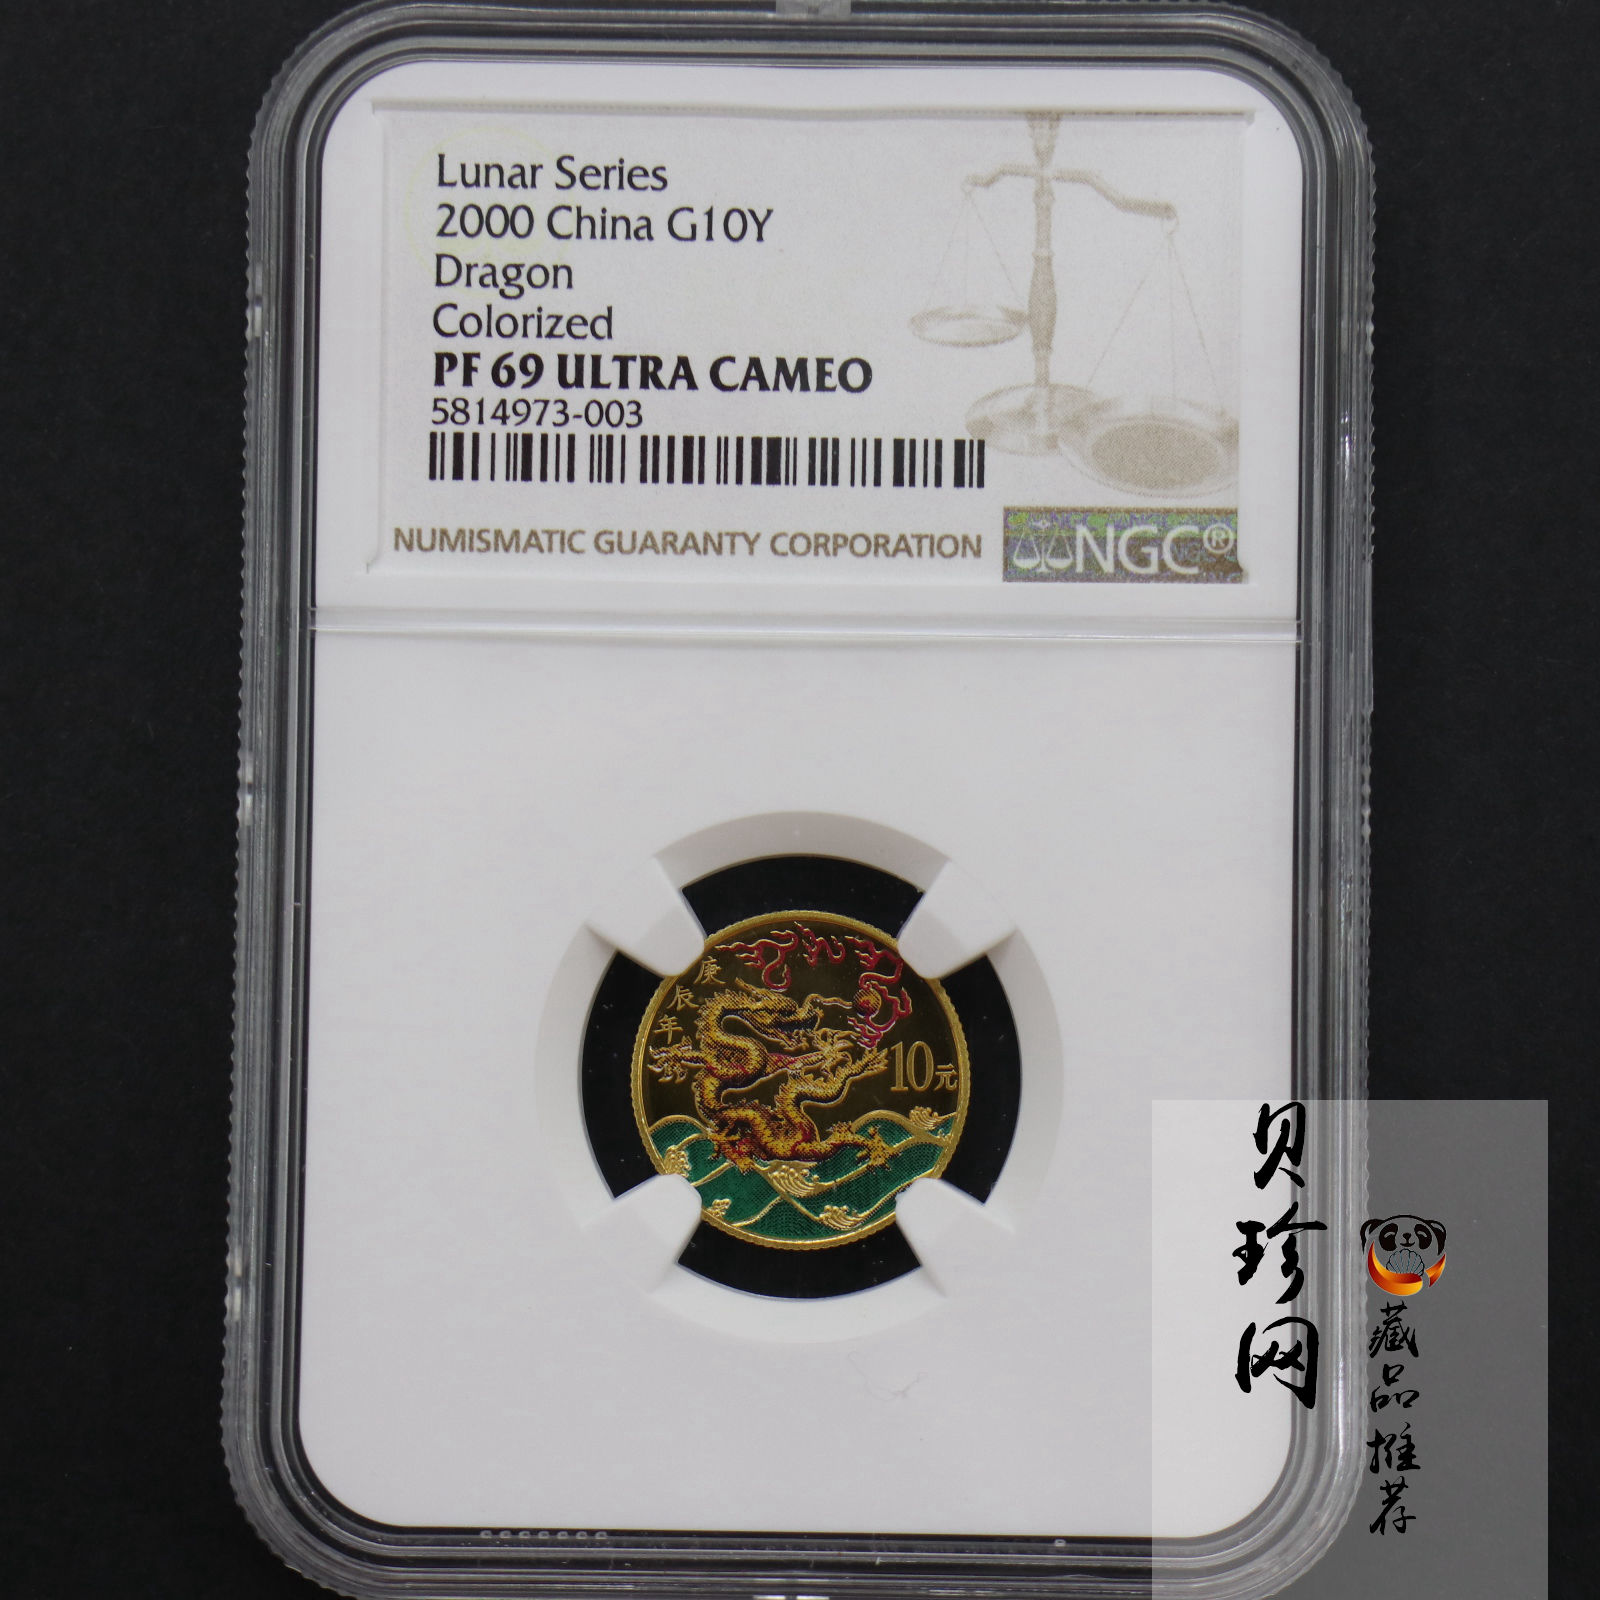 Lunar Series
2000 China G10Y
Dragon
Colorized
PF 69 ULTRA CAMEO
5814973-003
NUMISMATIC GUARANTY CORPORATION
NGC®
庚辰年
10元
贝珍网
藏品推荐